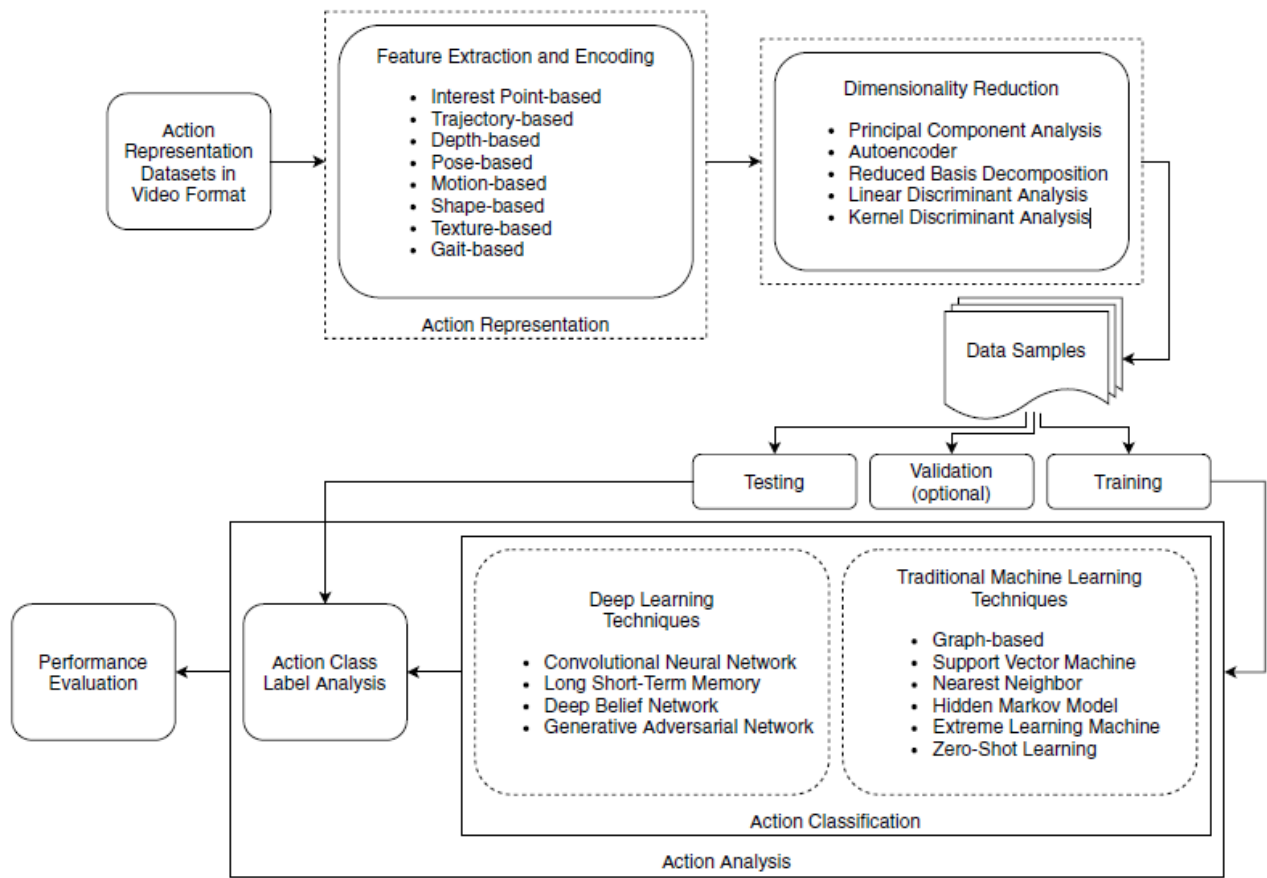 Action
Representation
Datasets in
Video Format
Feature Extraction and Encoding
• Interest Point-based
• Trajectory-based
• Depth-based
• Pose-based
• Motion-based
• Shape-based
• Texture-based
• Gait-based
Action Representation
Dimensionality Reduction
• Principal Component Analysis
• Autoencoder
• Reduced Basis Decomposition
• Linear Discriminant Analysis
• Kernel Discriminant Analysis
Data Samples
Testing
Validation
(optional)
Training
Performance
Evaluation
Action Class
Label Analysis
Deep Learning
Techniques
• Convolutional Neural Network
• Long Short-Term Memory
• Deep Belief Network
• Generative Adversarial Network
Traditional Machine Learning
Techniques
• Graph-based
• Support Vector Machine
• Nearest Neighbor
• Hidden Markov Model
• Extreme Learning Machine
• Zero-Shot Learning
Action Classification
Action Analysis